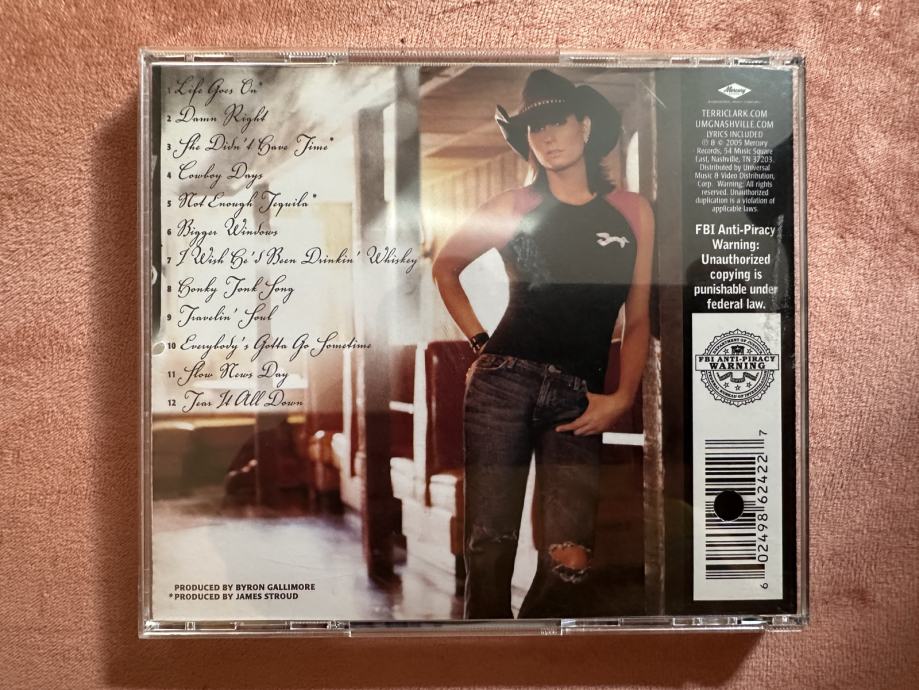 1 Life Goes On*
2 Damn Right
3 She Didn't Have Time*
4 Cowboy Days
5 Not Enough Tequila*
6 Bigger Windows
7 I Wish He'd Been Drinkin' Whiskey
8 Honky Tonk Song
9 Travelin' Soul
10 Everybody's Gotta Go Sometime
11 Slow News Day
12 Tear It All Down
PRODUCED BY BYRON GALLIMORE
*PRODUCED BY JAMES STROUD
Mercury
TERRICLARK.COM
UMGNASHVILLE.COM
LYRICS INCLUDED
℗ & © 2005 Mercury
Records, 54 Music Square
East, Nashville, TN 37203.
Distributed by Universal
Music & Video Distribution,
Corp. Warning: All rights
reserved. Unauthorized
duplication is a violation of
applicable laws.
FBI Anti-Piracy
Warning:
Unauthorized
copying is
punishable under
federal law.
FBI ANTI-PIRACY
WARNING
6 02498 62422 7